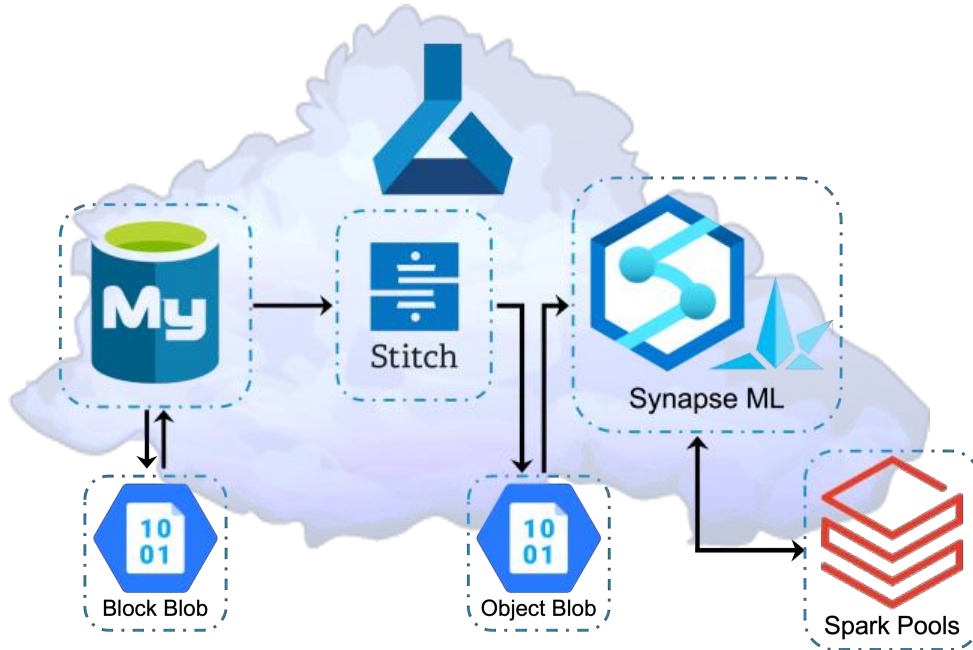 My
Stitch
Synapse ML
10
01
Block Blob
10
01
Object Blob
Spark Pools